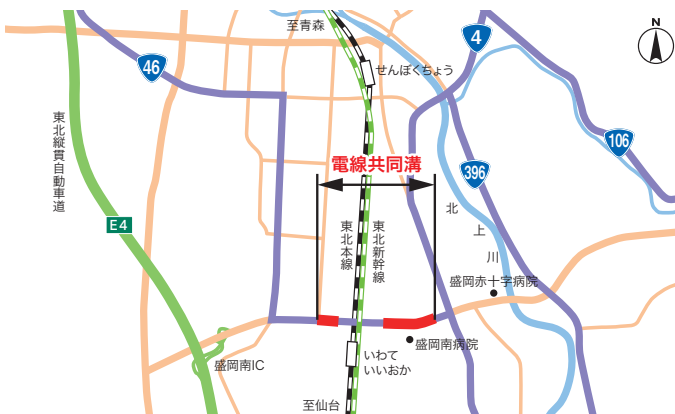 至青森
N
4
46
せんぼくちょう
106
東北縦貫自動車道
電線共同溝
396
E4
北上川
東北本線
東北新幹線
盛岡赤十字病院
盛岡南病院
いわて
いいおか
盛岡南IC
至仙台